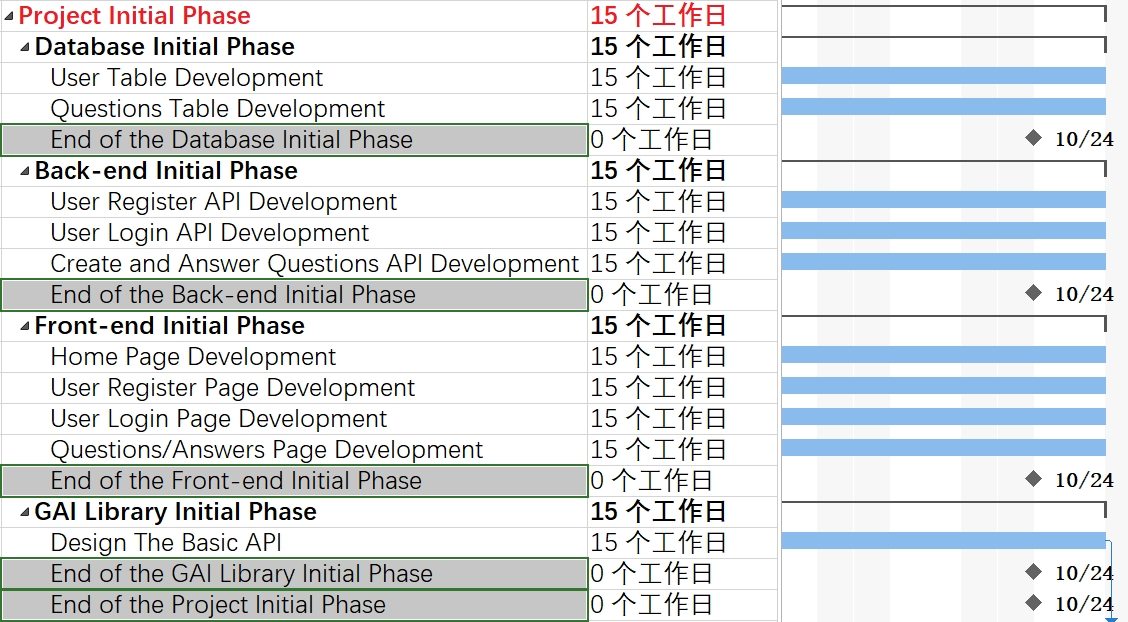 Project Initial Phase 15 个工作日
Database Initial Phase 15 个工作日
User Table Development 15 个工作日
Questions Table Development 15 个工作日
End of the Database Initial Phase 0 个工作日 10/24
Back-end Initial Phase 15 个工作日
User Register API Development 15 个工作日
User Login API Development 15 个工作日
Create and Answer Questions API Development 15 个工作日
End of the Back-end Initial Phase 0 个工作日 10/24
Front-end Initial Phase 15 个工作日
Home Page Development 15 个工作日
User Register Page Development 15 个工作日
User Login Page Development 15 个工作日
Questions/Answers Page Development 15 个工作日
End of the Front-end Initial Phase 0 个工作日 10/24
GAI Library Initial Phase 15 个工作日
Design The Basic API 15 个工作日
End of the GAI Library Initial Phase 0 个工作日 10/24
End of the Project Initial Phase 0 个工作日 10/24